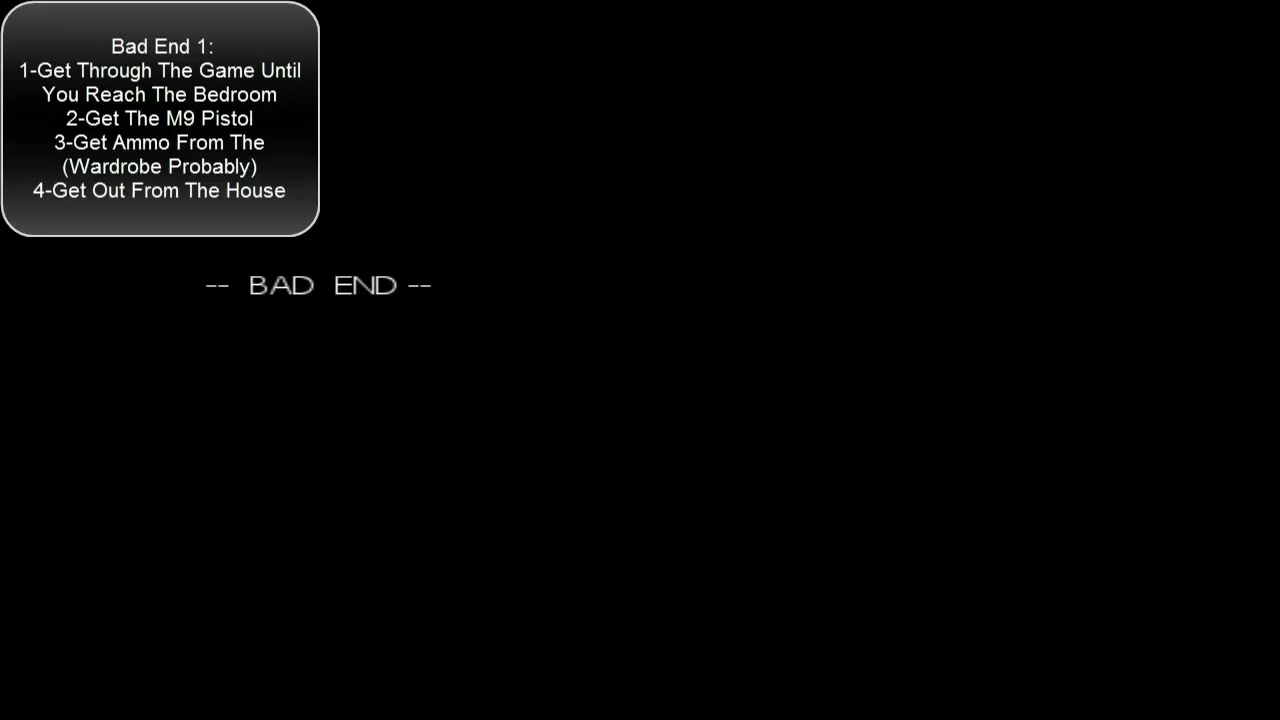 Bad End 1:
1-Get Through The Game Until
You Reach The Bedroom
2-Get The M9 Pistol
3-Get Ammo From The
(Wardrobe Probably)
4-Get Out From The House
-- BAD END --